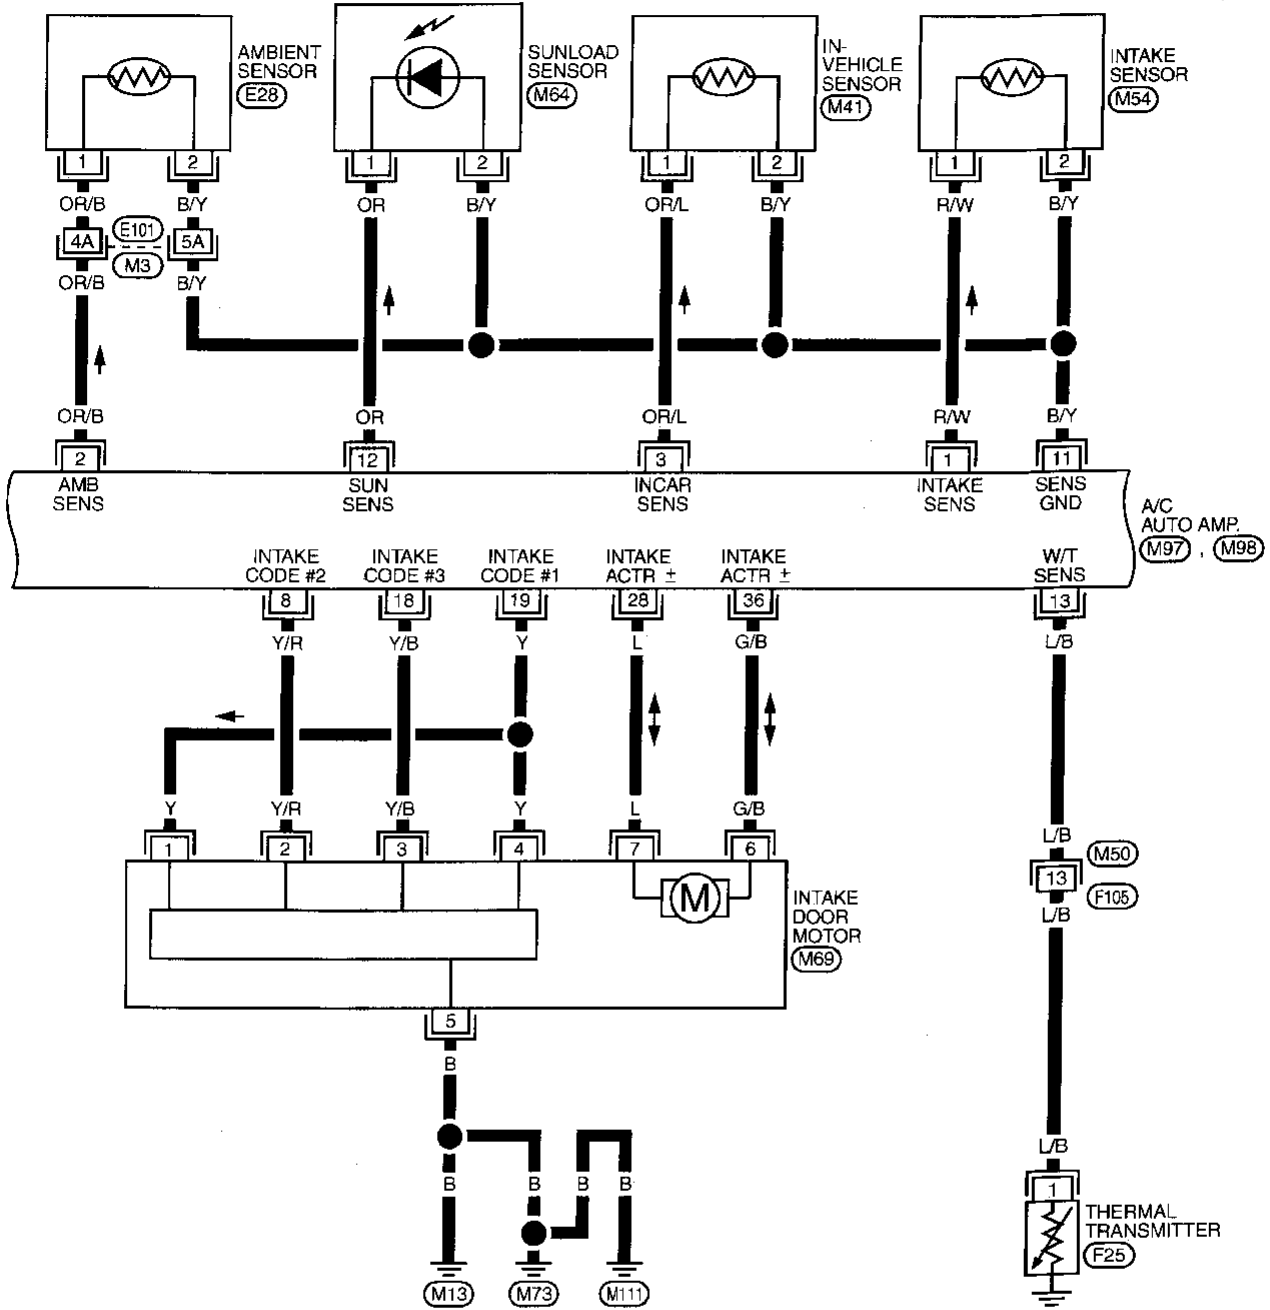 AMBIENT
SENSOR
E28
SUNLOAD
SENSOR
M64
IN-
VEHICLE
SENSOR
M41
INTAKE
SENSOR
M54
1 2 1 2 1 2 1 2
OR/B B/Y OR B/Y OR/L B/Y R/W B/Y
4A E101 5A
M3
OR/B B/Y
OR/B OR OR/L R/W B/Y
2 12 3 1 11
AMB
SENS
SUN
SENS
INCAR
SENS
INTAKE
SENS
SENS
GND
A/C
AUTO AMP.
M97 , M98
INTAKE
CODE #2
INTAKE
CODE #3
INTAKE
CODE #1
INTAKE
ACTR ±
INTAKE
ACTR ±
W/T
SENS
8 18 19 28 36 13
Y/R Y/B Y L G/B L/B
Y Y/R Y/B Y L G/B L/B
1 2 3 4 7 6
M50
13
F105
L/B
M
INTAKE
DOOR
MOTOR
M69
5
B
B B B B
L/B
1
THERMAL
TRANSMITTER
F25
M13 M73 M111